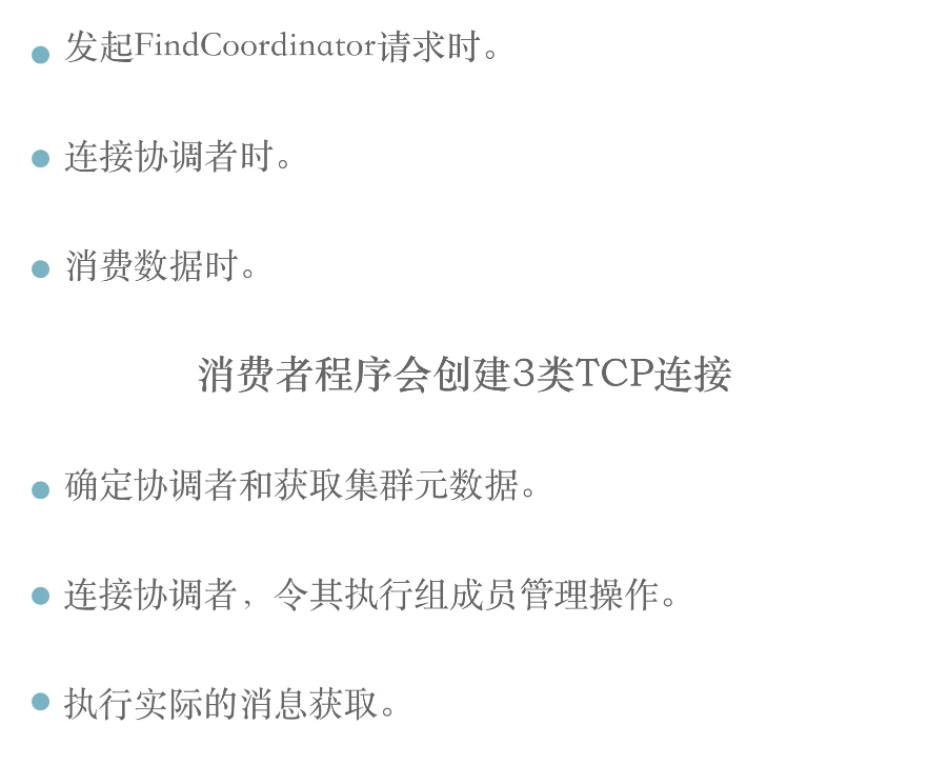 发起FindCoordinator请求时。
连接协调者时。
消费数据时。
消费者程序会创建3类TCP连接
确定协调者和获取集群元数据。
连接协调者，令其执行组成员管理操作。
执行实际的消息获取。